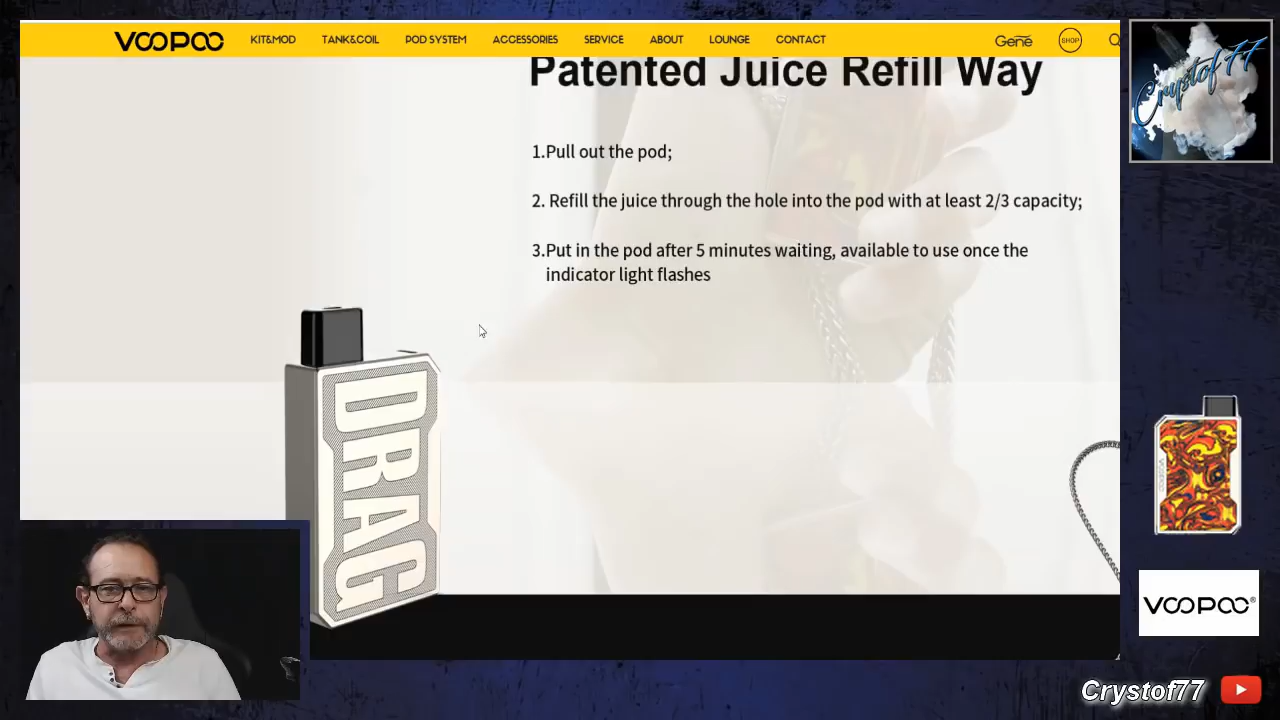 VOOPOO
KIT&MOD TANK&COIL POD SYSTEM ACCESSORIES SERVICE ABOUT LOUNGE CONTACT
Gene SHOP
Crystof77
Patented Juice Refill Way
1.Pull out the pod;
2. Refill the juice through the hole into the pod with at least 2/3 capacity;
3.Put in the pod after 5 minutes waiting, available to use once the
indicator light flashes
DRAG
VOOPOO
VOOPOO®
Crystof77